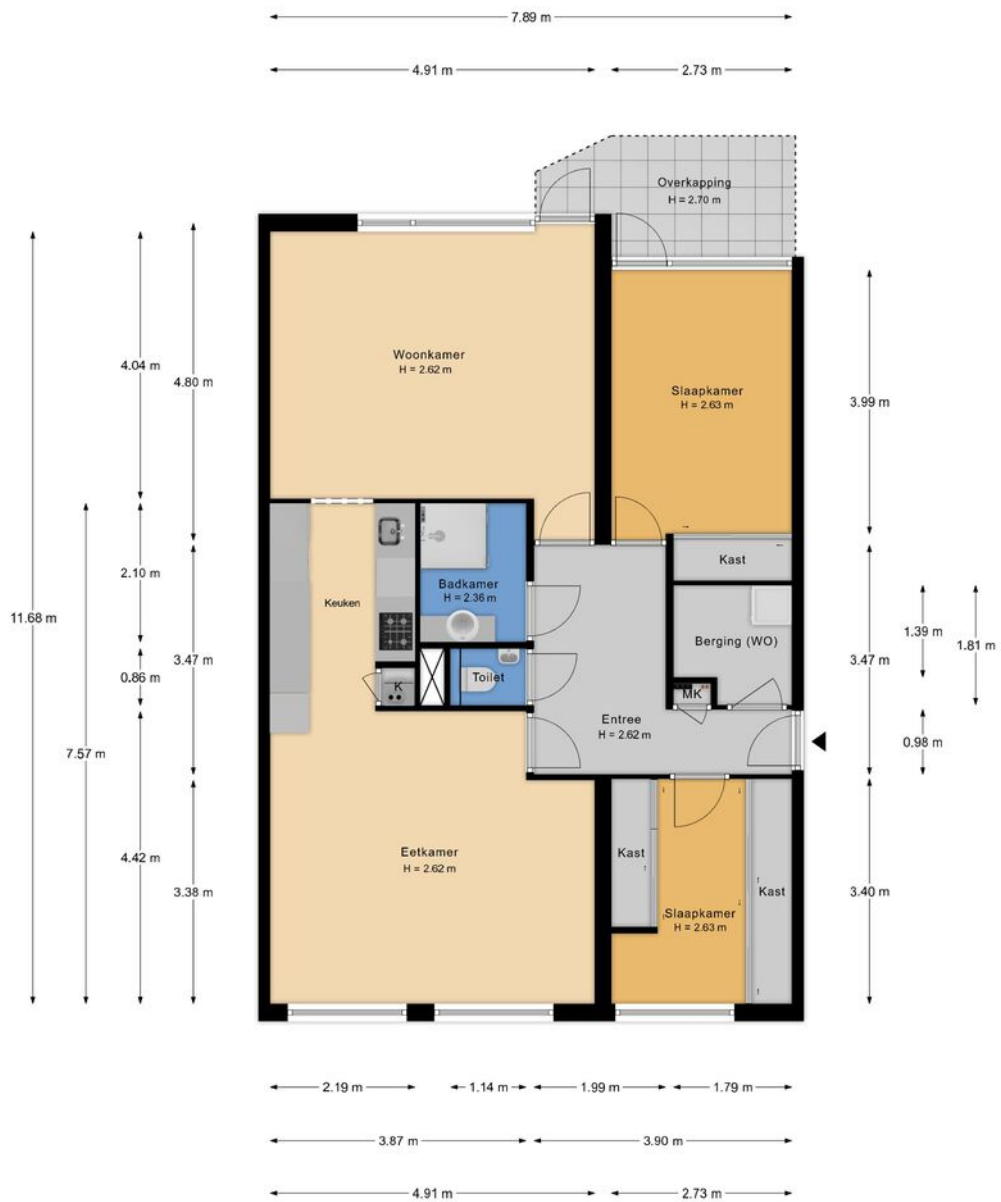 7.89 m
4.91 m
2.73 m
Overkapping
H = 2.70 m
Woonkamer
H = 2.62 m
Slaapkamer
H = 2.63 m
4.04 m
4.80 m
3.99 m
Kast
Keuken
Badkamer
H = 2.36 m
Berging (WO)
2.10 m
11.68 m
3.47 m
0.86 m
K
Toilet
MK
1.39 m
3.47 m
1.81 m
Entree
H = 2.62 m
0.98 m
7.57 m
4.42 m
3.38 m
Eetkamer
H = 2.62 m
Kast
Kast
Slaapkamer
H = 2.63 m
3.40 m
2.19 m
1.14 m
1.99 m
1.79 m
3.87 m
3.90 m
4.91 m
2.73 m